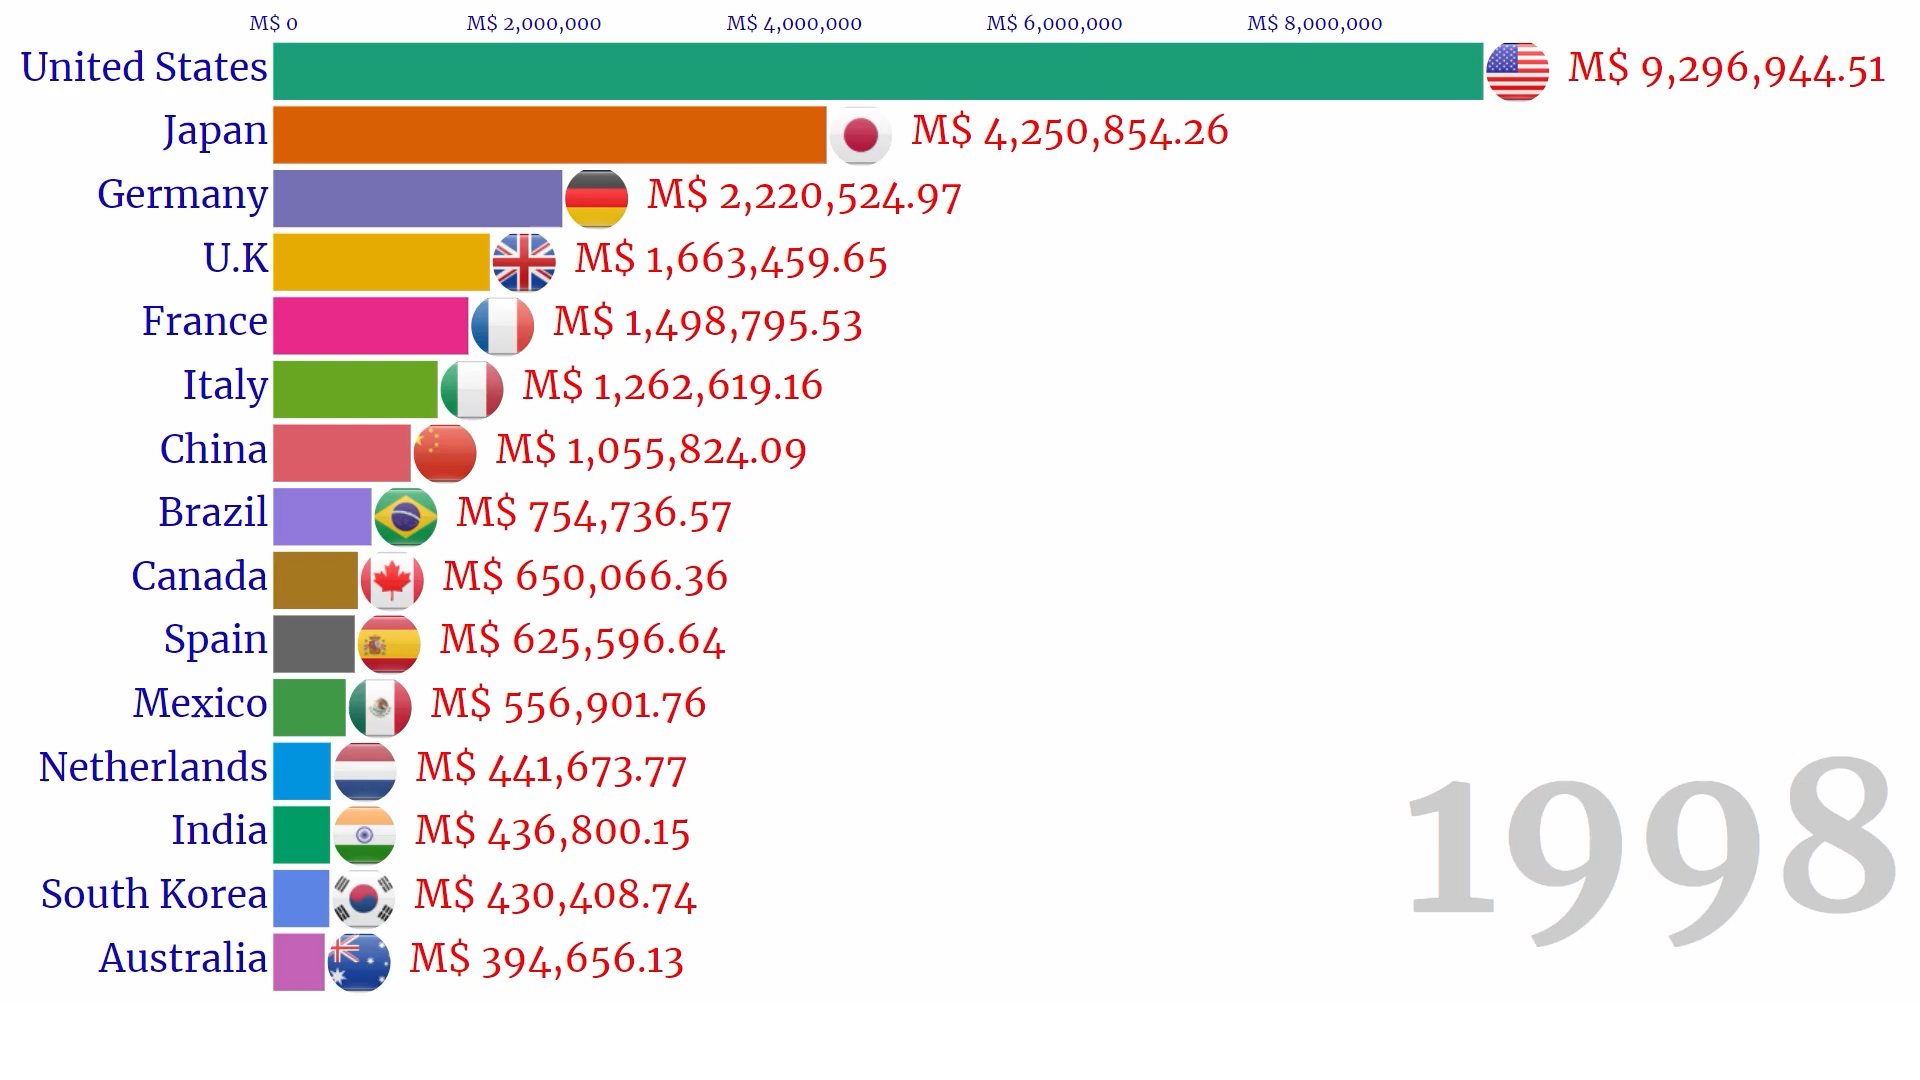 M$ 0 M$ 2,000,000 M$ 4,000,000 M$ 6,000,000 M$ 8,000,000
United States M$ 9,296,944.51
Japan M$ 4,250,854.26
Germany M$ 2,220,524.97
U.K M$ 1,663,459.65
France M$ 1,498,795.53
Italy M$ 1,262,619.16
China M$ 1,055,824.09
Brazil M$ 754,736.57
Canada M$ 650,066.36
Spain M$ 625,596.64
Mexico M$ 556,901.76
Netherlands M$ 441,673.77
India M$ 436,800.15
South Korea M$ 430,408.74
Australia M$ 394,656.13
1998